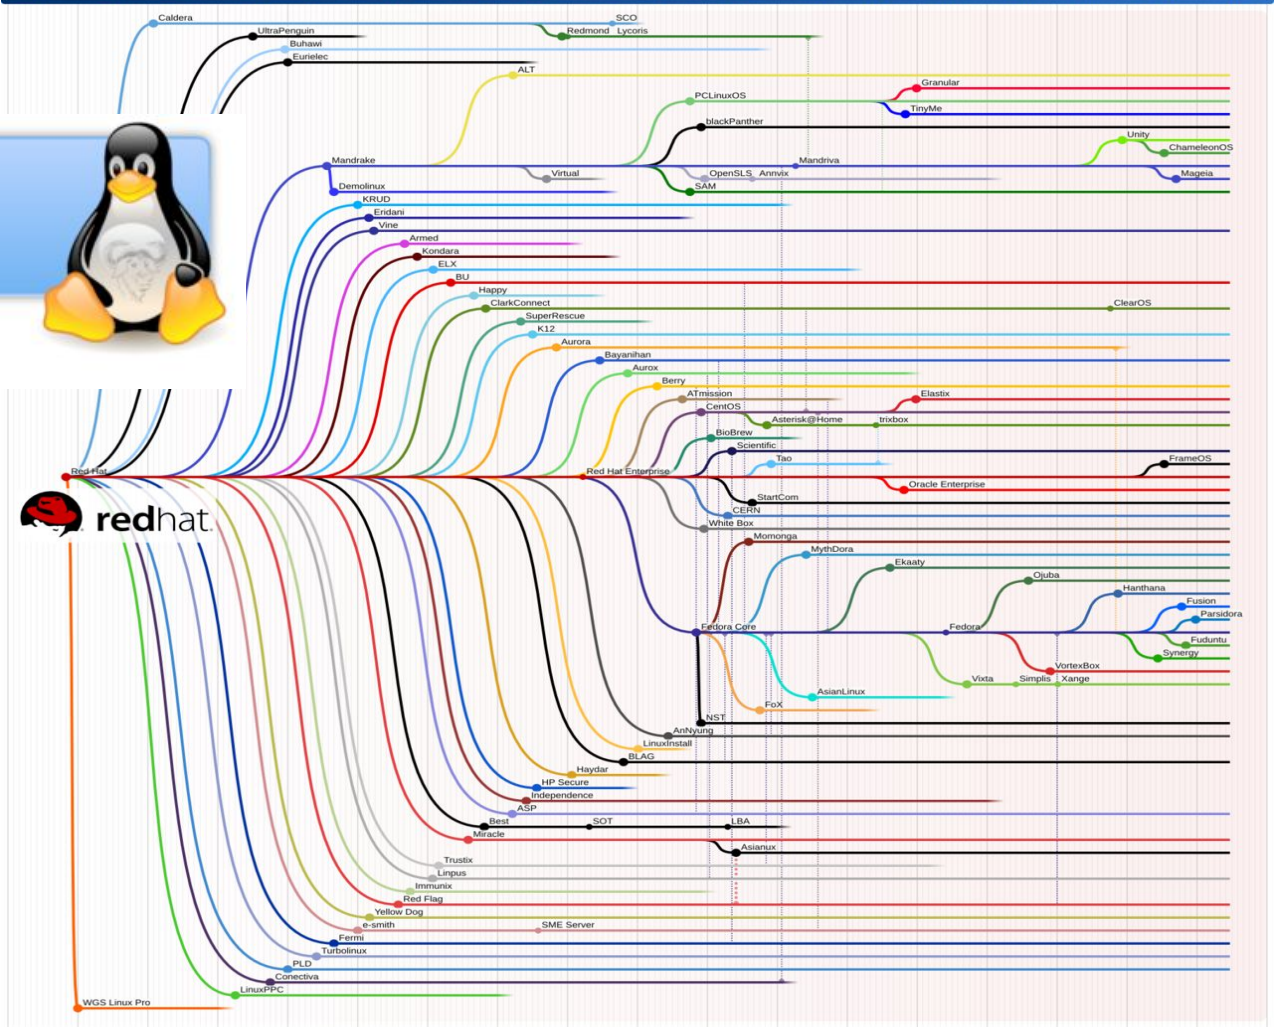 Caldera
SCO
UltraPenguin
Redmond Lycoris
Buhawi
Eurielec
ALT
Granular
PCLinuxOS
TinyMe
blackPanther
Unity
ChameleonOS
Mandrake
Mandriva
Virtual
OpenSLS Annvix
Mageia
Demolinux
SAM
KRUD
Eridani
Vine
Armed
Kondara
ELX
BU
Happy
ClarkConnect
ClearOS
SuperRescue
K12
Aurora
Bayanihan
Aurox
Berry
ATmission
Elastix
CentOS
Asterisk@Home
trixbox
BioBrew
Scientific
Tao
FrameOS
Red Hat
Red Hat Enterprise
Oracle Enterprise
StartCom
CERN
redhat.
White Box
Momonga
MythDora
Ekaaty
Ojuba
Hanthana
Fusion
Parsidora
Fedora Core
Fedora
Fuduntu
Synergy
VortexBox
Vixta
Simplis
Xange
AsianLinux
FoX
NST
AnNyung
LinuxInstall
BLAG
Haydar
HP Secure
Independence
ASP
Best
SOT
LBA
Miracle
Asianux
Trustix
Linpus
Immunix
Red Flag
Yellow Dog
e-smith
SME Server
Fermi
Turbolinux
PLD
Conectiva
LinuxPPC
WGS Linux Pro